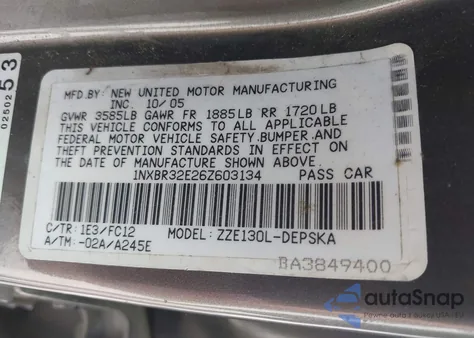 MFD.BY: NEW UNITED MOTOR MANUFACTURING
INC. 10/05
GVWR 3585LB GAWR FR 1885LB RR 1720LB
THIS VEHICLE CONFORMS TO ALL APPLICABLE
FEDERAL MOTOR VEHICLE SAFETY.BUMPER.AND
THEFT PREVENTION STANDARDS IN EFFECT ON
THE DATE OF MANUFACTURE SHOWN ABOVE.
1NXBR32E26Z603134 PASS CAR
C/TR: 1E3/FC12 MODEL: ZZE130L-DEPSKA
A/TM: -02A/A245E
BA3849400
0250253
autoSnap